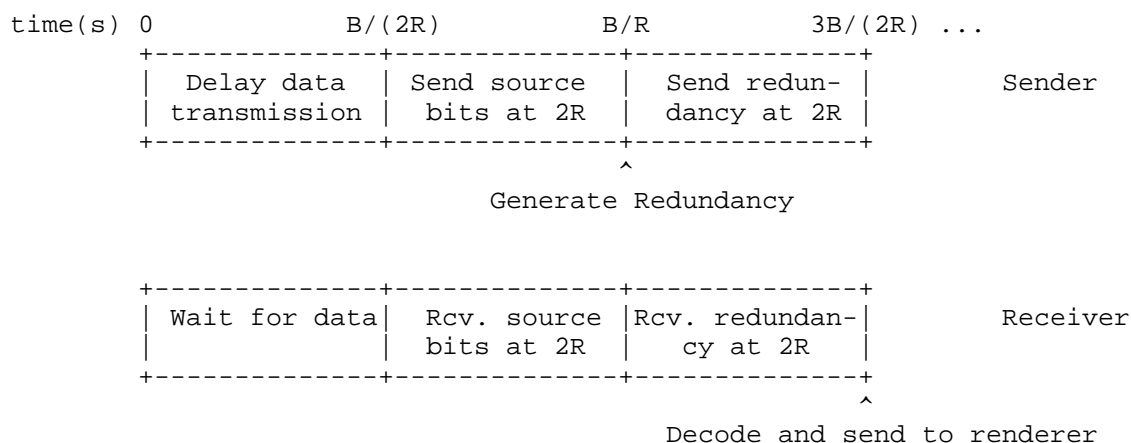 time(s) 0 B/(2R) B/R 3B/(2R) ...
Delay data Send source Send redun- Sender
transmission bits at 2R dancy at 2R
^
Generate Redundancy
Wait for data Rcv. source Rcv. redundan- Receiver
bits at 2R cy at 2R
^
Decode and send to renderer